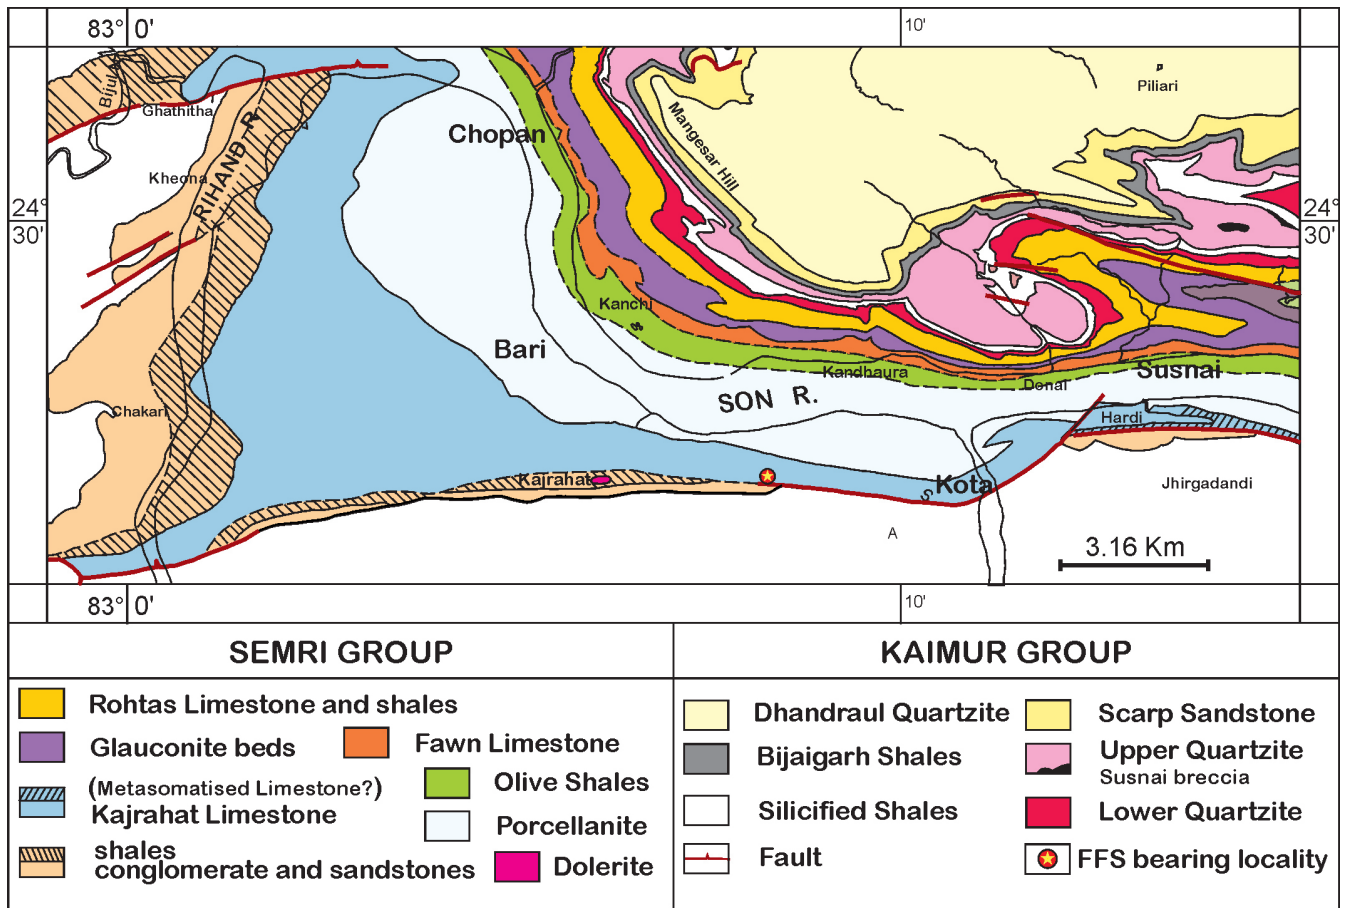 83° 0'
10'
Biju
Ghathitha
Piliari
Chopan
Mangesar Hill
RIHAND R.
Kheona
24°
30'
24°
30'
Kanchi
Bari
Kandhaura
Susnai
Donai
SON R.
Chakari
Hardi
Kajrahat
Kota
S
Jhirgadandi
A
3.16 Km
83° 0'
10'
SEMRI GROUP
KAIMUR GROUP
Rohtas Limestone and shales
Glauconite beds
Fawn Limestone
(Metasomatised Limestone?)
Kajrahat Limestone
Olive Shales
Porcellanite
shales
conglomerate and sandstones
Dolerite
Dhandraul Quartzite
Scarp Sandstone
Bijaigarh Shales
Upper Quartzite
Susnai breccia
Silicified Shales
Lower Quartzite
Fault
FFS bearing locality